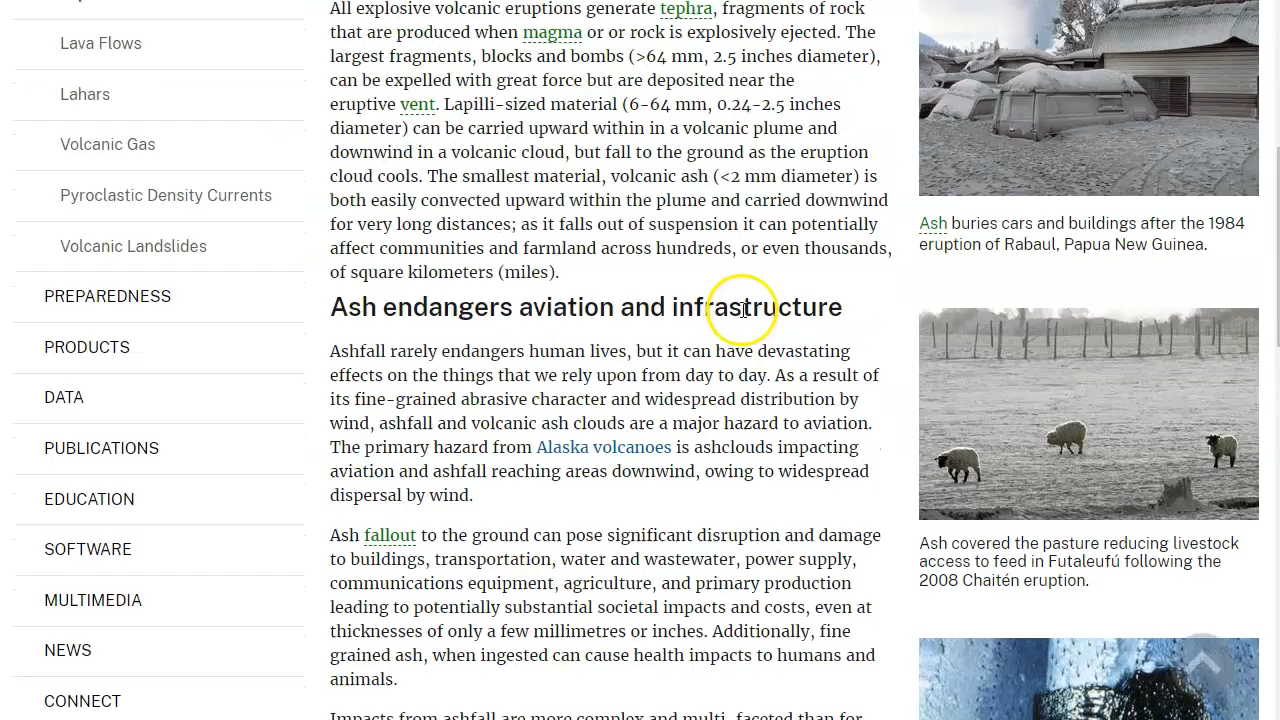 Lava Flows
Lahars
Volcanic Gas
Pyroclastic Density Currents
Volcanic Landslides
PREPAREDNESS
PRODUCTS
DATA
PUBLICATIONS
EDUCATION
SOFTWARE
MULTIMEDIA
NEWS
CONNECT
All explosive volcanic eruptions generate tephra, fragments of rock
that are produced when magma or or rock is explosively ejected. The
largest fragments, blocks and bombs (>64 mm, 2.5 inches diameter),
can be expelled with great force but are deposited near the
eruptive vent. Lapilli-sized material (6-64 mm, 0.24-2.5 inches
diameter) can be carried upward within in a volcanic plume and
downwind in a volcanic cloud, but fall to the ground as the eruption
cloud cools. The smallest material, volcanic ash (<2 mm diameter) is
both easily convected upward within the plume and carried downwind
for very long distances; as it falls out of suspension it can potentially
affect communities and farmland across hundreds, or even thousands,
of square kilometers (miles).
Ash endangers aviation and infrastructure
Ashfall rarely endangers human lives, but it can have devastating
effects on the things that we rely upon from day to day. As a result of
its fine-grained abrasive character and widespread distribution by
wind, ashfall and volcanic ash clouds are a major hazard to aviation.
The primary hazard from Alaska volcanoes is ashclouds impacting
aviation and ashfall reaching areas downwind, owing to widespread
dispersal by wind.
Ash fallout to the ground can pose significant disruption and damage
to buildings, transportation, water and wastewater, power supply,
communications equipment, agriculture, and primary production
leading to potentially substantial societal impacts and costs, even at
thicknesses of only a few millimetres or inches. Additionally, fine
grained ash, when ingested can cause health impacts to humans and
animals.
Impacts from ashfall are more complex and multi-faceted than for
Ash buries cars and buildings after the 1984
eruption of Rabaul, Papua New Guinea.
Ash covered the pasture reducing livestock
access to feed in Futaleufú following the
2008 Chaitén eruption.